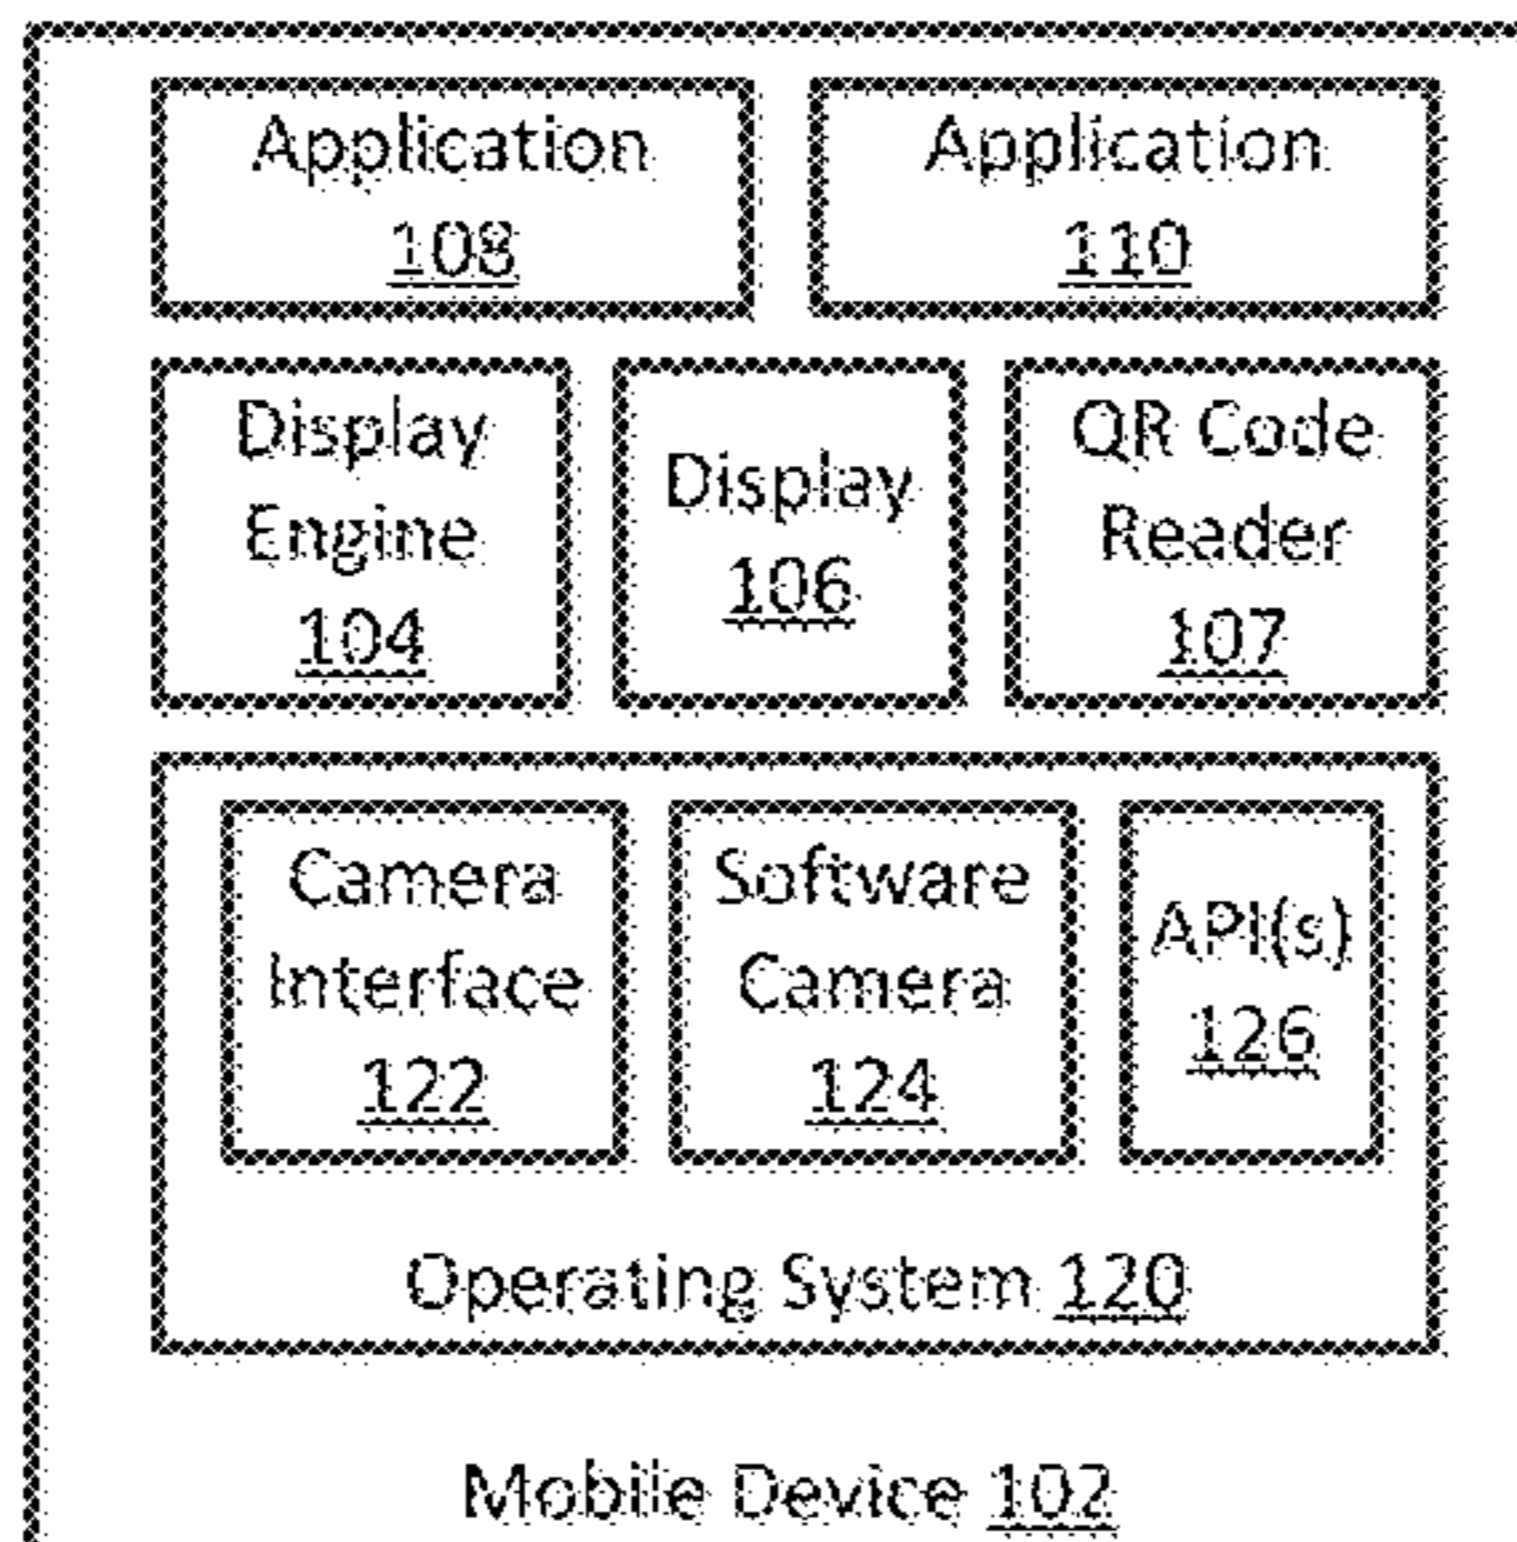 Application
108
Application
110
Display
Engine
104
Display
106
QR Code
Reader
107
Camera
Interface
122
Software
Camera
124
API(s)
126
Operating System 120
Mobile Device 102